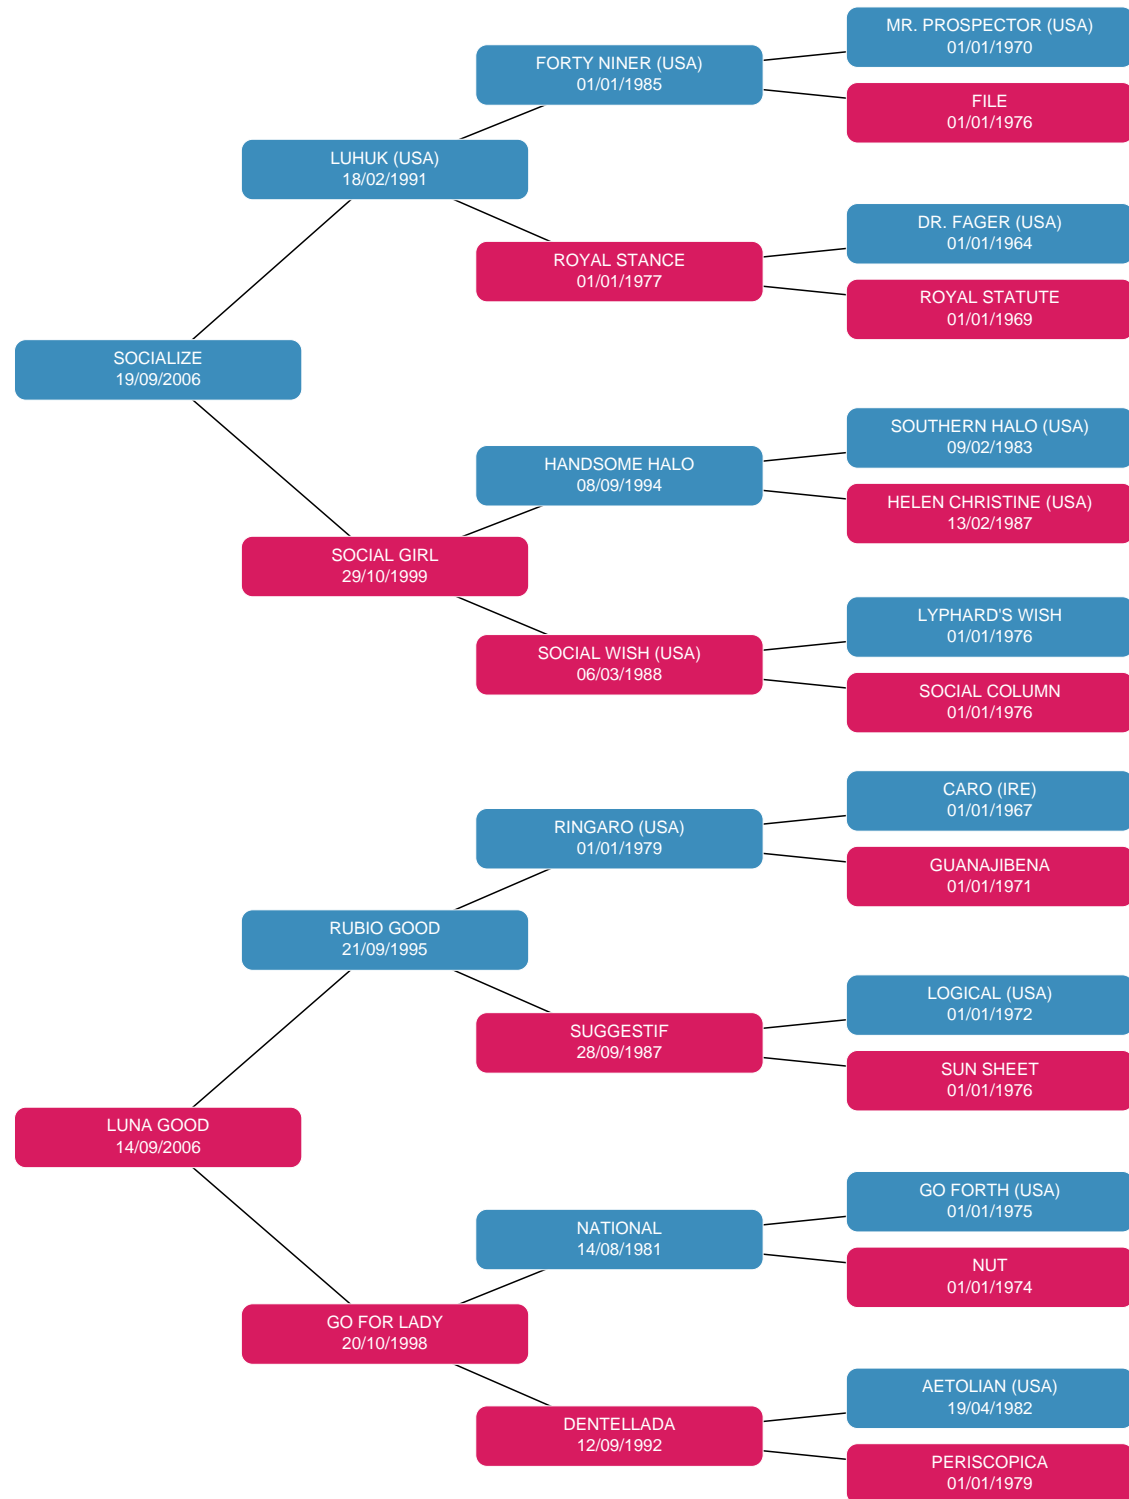 MR. PROSPECTOR (USA)
01/01/1970
FORTY NINER (USA)
01/01/1985
FILE
01/01/1976
LUHUK (USA)
18/02/1991
DR. FAGER (USA)
01/01/1964
ROYAL STANCE
01/01/1977
ROYAL STATUTE
01/01/1969
SOCIALIZE
19/09/2006
SOUTHERN HALO (USA)
09/02/1983
HANDSOME HALO
08/09/1994
HELEN CHRISTINE (USA)
13/02/1987
SOCIAL GIRL
29/10/1999
LYPHARD'S WISH
01/01/1976
SOCIAL WISH (USA)
06/03/1988
SOCIAL COLUMN
01/01/1976
CARO (IRE)
01/01/1967
RINGARO (USA)
01/01/1979
GUANAJIBENA
01/01/1971
RUBIO GOOD
21/09/1995
LOGICAL (USA)
01/01/1972
SUGGESTIF
28/09/1987
SUN SHEET
01/01/1976
LUNA GOOD
14/09/2006
GO FORTH (USA)
01/01/1975
NATIONAL
14/08/1981
NUT
01/01/1974
GO FOR LADY
20/10/1998
AETOLIAN (USA)
19/04/1982
DENTELLADA
12/09/1992
PERISCOPICA
01/01/1979